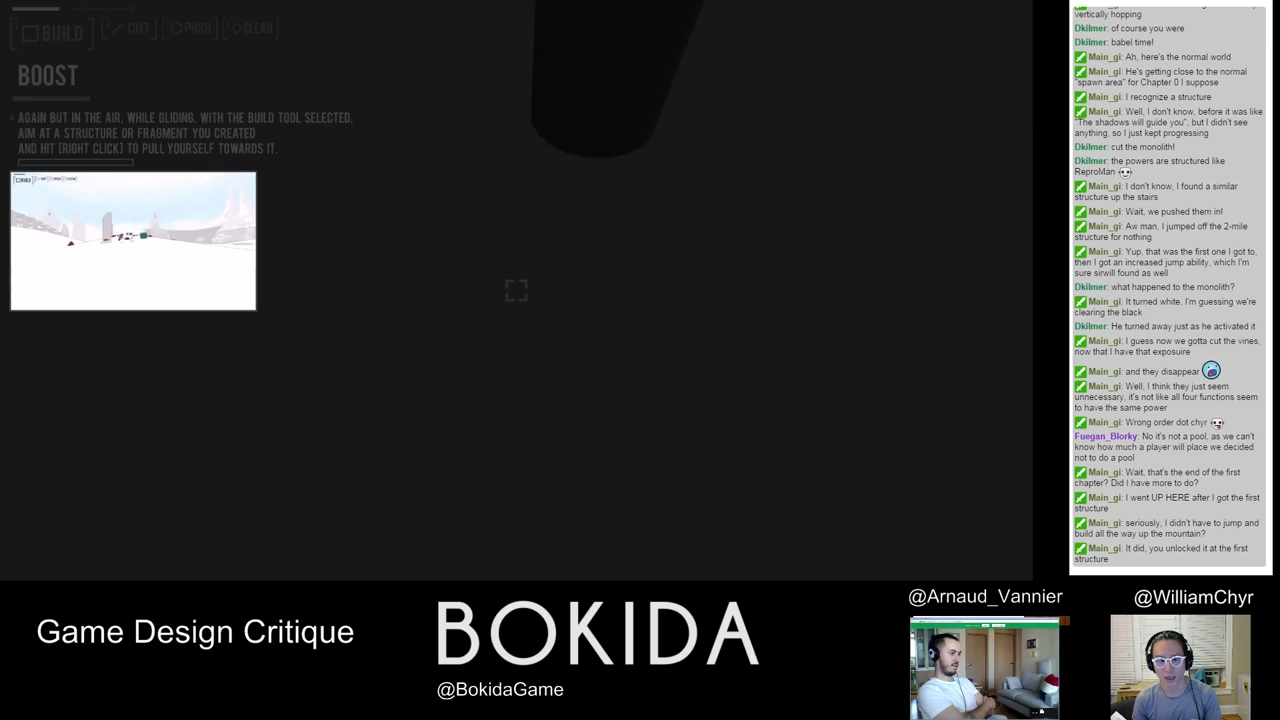 BUILD
CUT
PUSH
CLEAN
BOOST
AGAIN BUT IN THE AIR, WHILE GLIDING. WITH THE BUILD TOOL SELECTED,
AIM AT A STRUCTURE OR FRAGMENT YOU CREATED
AND HIT [RIGHT CLICK] TO PULL YOURSELF TOWARDS IT.
vertically hopping
Dkilmer: of course you were
Dkilmer: babel time!
Main_gi: Ah, here's the normal world
Main_gi: He's getting close to the normal
"spawn area" for Chapter 0 I suppose
Main_gi: I recognize a structure
Main_gi: Well, I don't know, before it was like
"The shadows will guide you", but I didn't see
anything, so I just kept progressing
Dkilmer: cut the monolith!
Dkilmer: the powers are structured like
ReproMan
Main_gi: I don't know, I found a similar
structure up the stairs
Main_gi: Wait, we pushed them in!
Main_gi: Aw man, I jumped off the 2-mile
structure for nothing
Main_gi: Yup, that was the first one I got to,
then I got an increased jump ability, which I'm
sure sirwill found as well
Dkilmer: what happened to the monolith?
Main_gi: It turned white, I'm guessing we're
clearing the black
Dkilmer: He turned away just as he activated it
Main_gi: I guess now we gotta cut the vines,
now that I have that exposuire
Main_gi: and they disappear
Main_gi: Well, I think they just seem
unnecessary, it's not like all four functions seem
to have the same power
Main_gi: Wrong order dot chyr
Fuegan_Blorky: No it's not a pool, as we can't
know how much a player will place we decided
not to do a pool
Main_gi: Wait, that's the end of the first
chapter? Did I have more to do?
Main_gi: I went UP HERE after I got the first
structure
Main_gi: seriously, I didn't have to jump and
build all the way up the mountain?
Main_gi: It did, you unlocked it at the first
structure
Game Design Critique
BOKIDA
@BokidaGame
@Arnaud_Vannier
@WilliamChyr